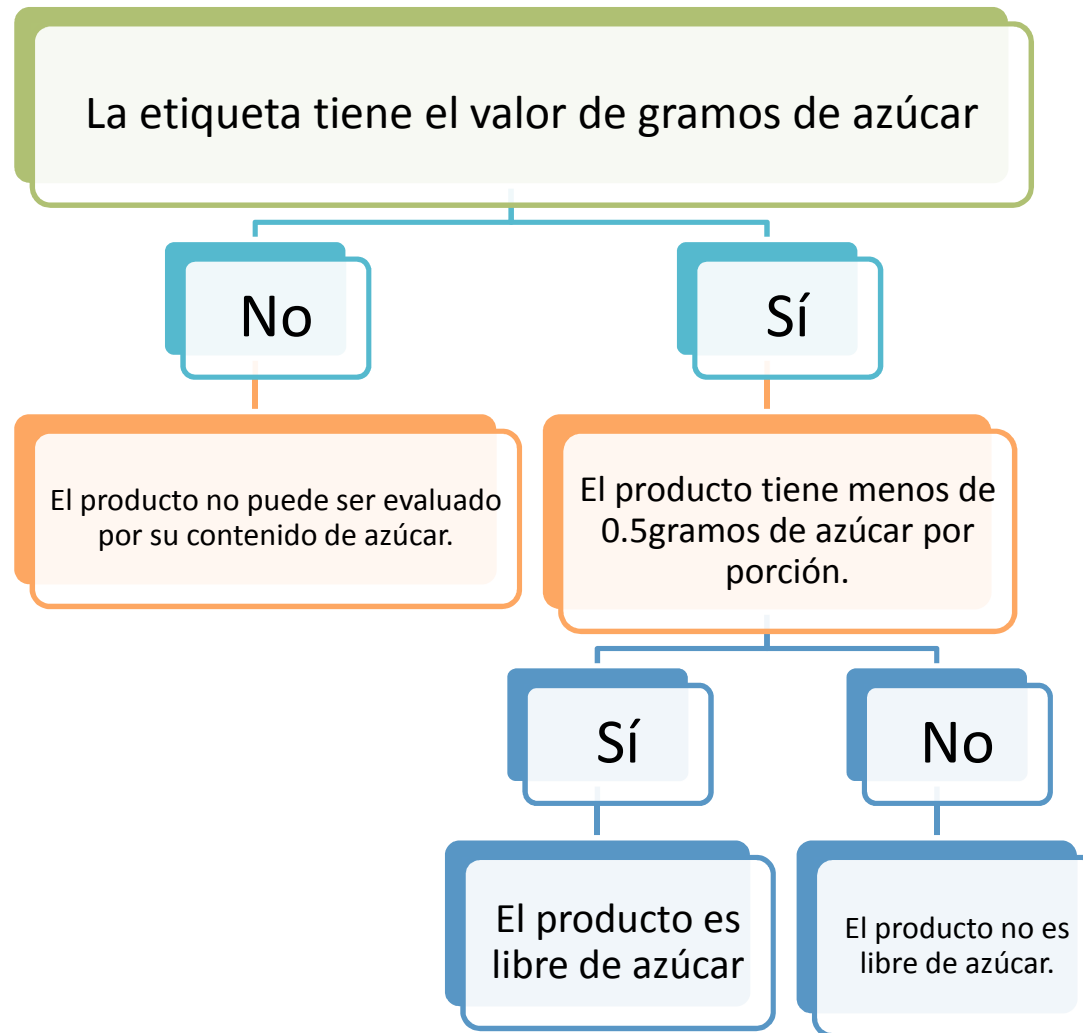 La etiqueta tiene el valor de gramos de azúcar
No
Sí
El producto no puede ser evaluado
por su contenido de azúcar.
El producto tiene menos de
0.5gramos de azúcar por
porción.
Sí
No
El producto es
libre de azúcar
El producto no es
libre de azúcar.